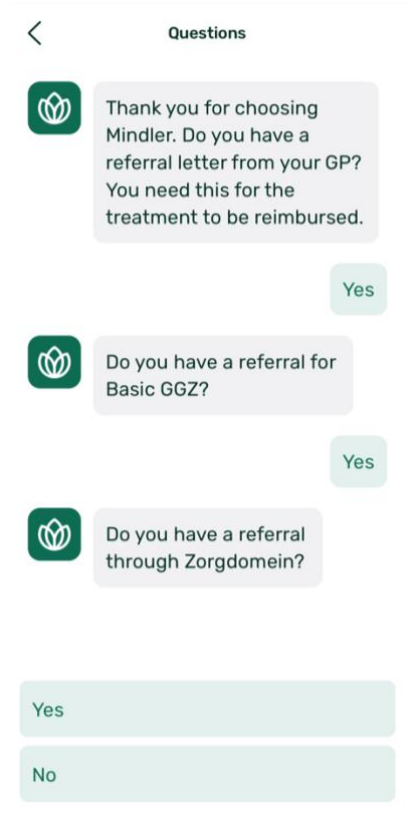 Questions
Thank you for choosing
Mindler. Do you have a
referral letter from your GP?
You need this for the
treatment to be reimbursed.
Yes
Do you have a referral for
Basic GGZ?
Yes
Do you have a referral
through Zorgdomein?
Yes
No